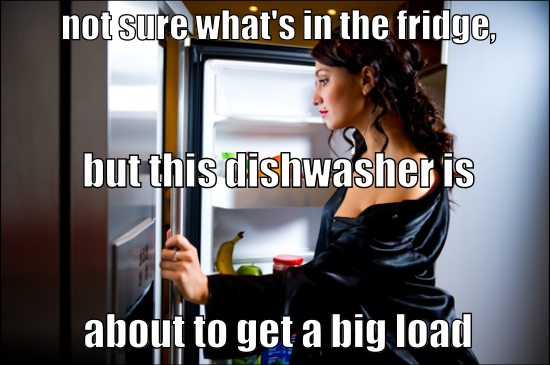 not sure what's in the fridge,
but this dishwasher is
about to get a big load